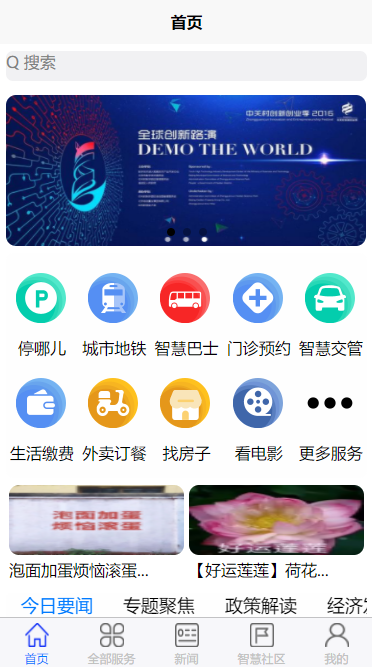 首页
Q 搜索
中关村创新创业季 2015
全球创新路演
DEMO THE WORLD
停哪儿
城市地铁
智慧巴士
门诊预约
智慧交管
生活缴费
外卖订餐
找房子
看电影
更多服务
泡面加蛋
烦恼滚蛋
好运莲莲
泡面加蛋烦恼滚蛋...
【好运莲莲】荷花...
今日要闻
专题聚焦
政策解读
经济发
首页
全部服务
新闻
智慧社区
我的